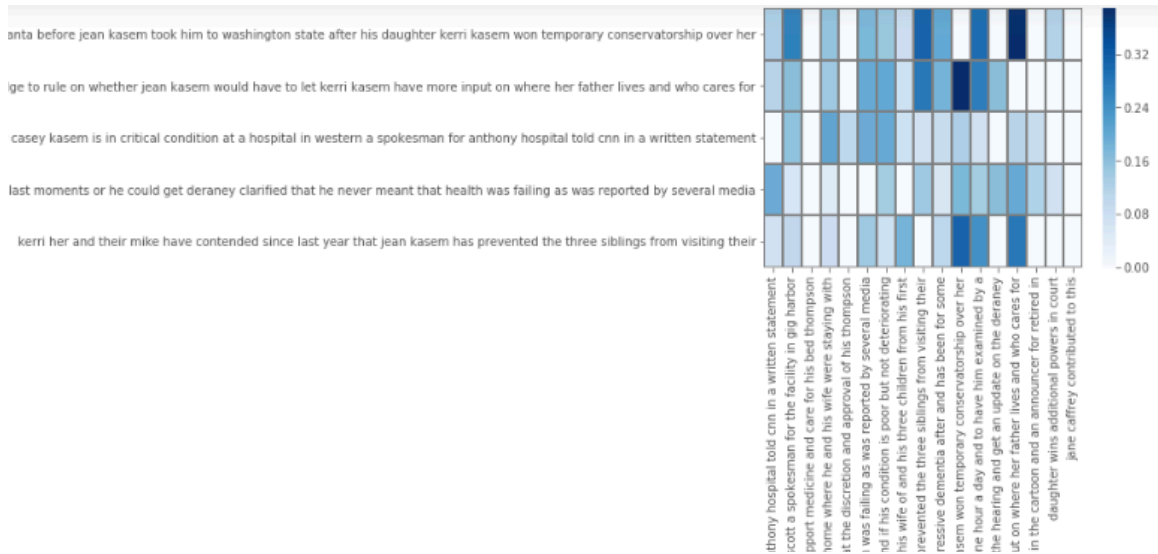 anta before jean kasem took him to washington state after his daughter kerri kasem won temporary conservatorship over her
ge to rule on whether jean kasem would have to let kerri kasem have more input on where her father lives and who cares for
casey kasem is in critical condition at a hospital in western a spokesman for anthony hospital told cnn in a written statement
last moments or he could get deraney clarified that he never meant that health was failing as was reported by several media
kerri her and their mike have contended since last year that jean kasem has prevented the three siblings from visiting their
0.32
0.24
0.16
0.08
0.00
thony hospital told cnn in a written statement
scott a spokesman for the facility in gig harbor
pport medicine and care for his bed thompson
ome where he and his wife were staying with
at the discretion and approval of his thompson
was failing as was reported by several media
nd if his condition is poor but not deteriorating
his wife of and his three children from his first
prevented the three siblings from visiting their
ressive dementia after and has been for some
asem won temporary conservatorship over her
ne hour a day and to have him examined by a
the hearing and get an update on the deraney
ut on where her father lives and who cares for
in the cartoon and an announcer for retired in
daughter wins additional powers in court
jane caffrey contributed to this